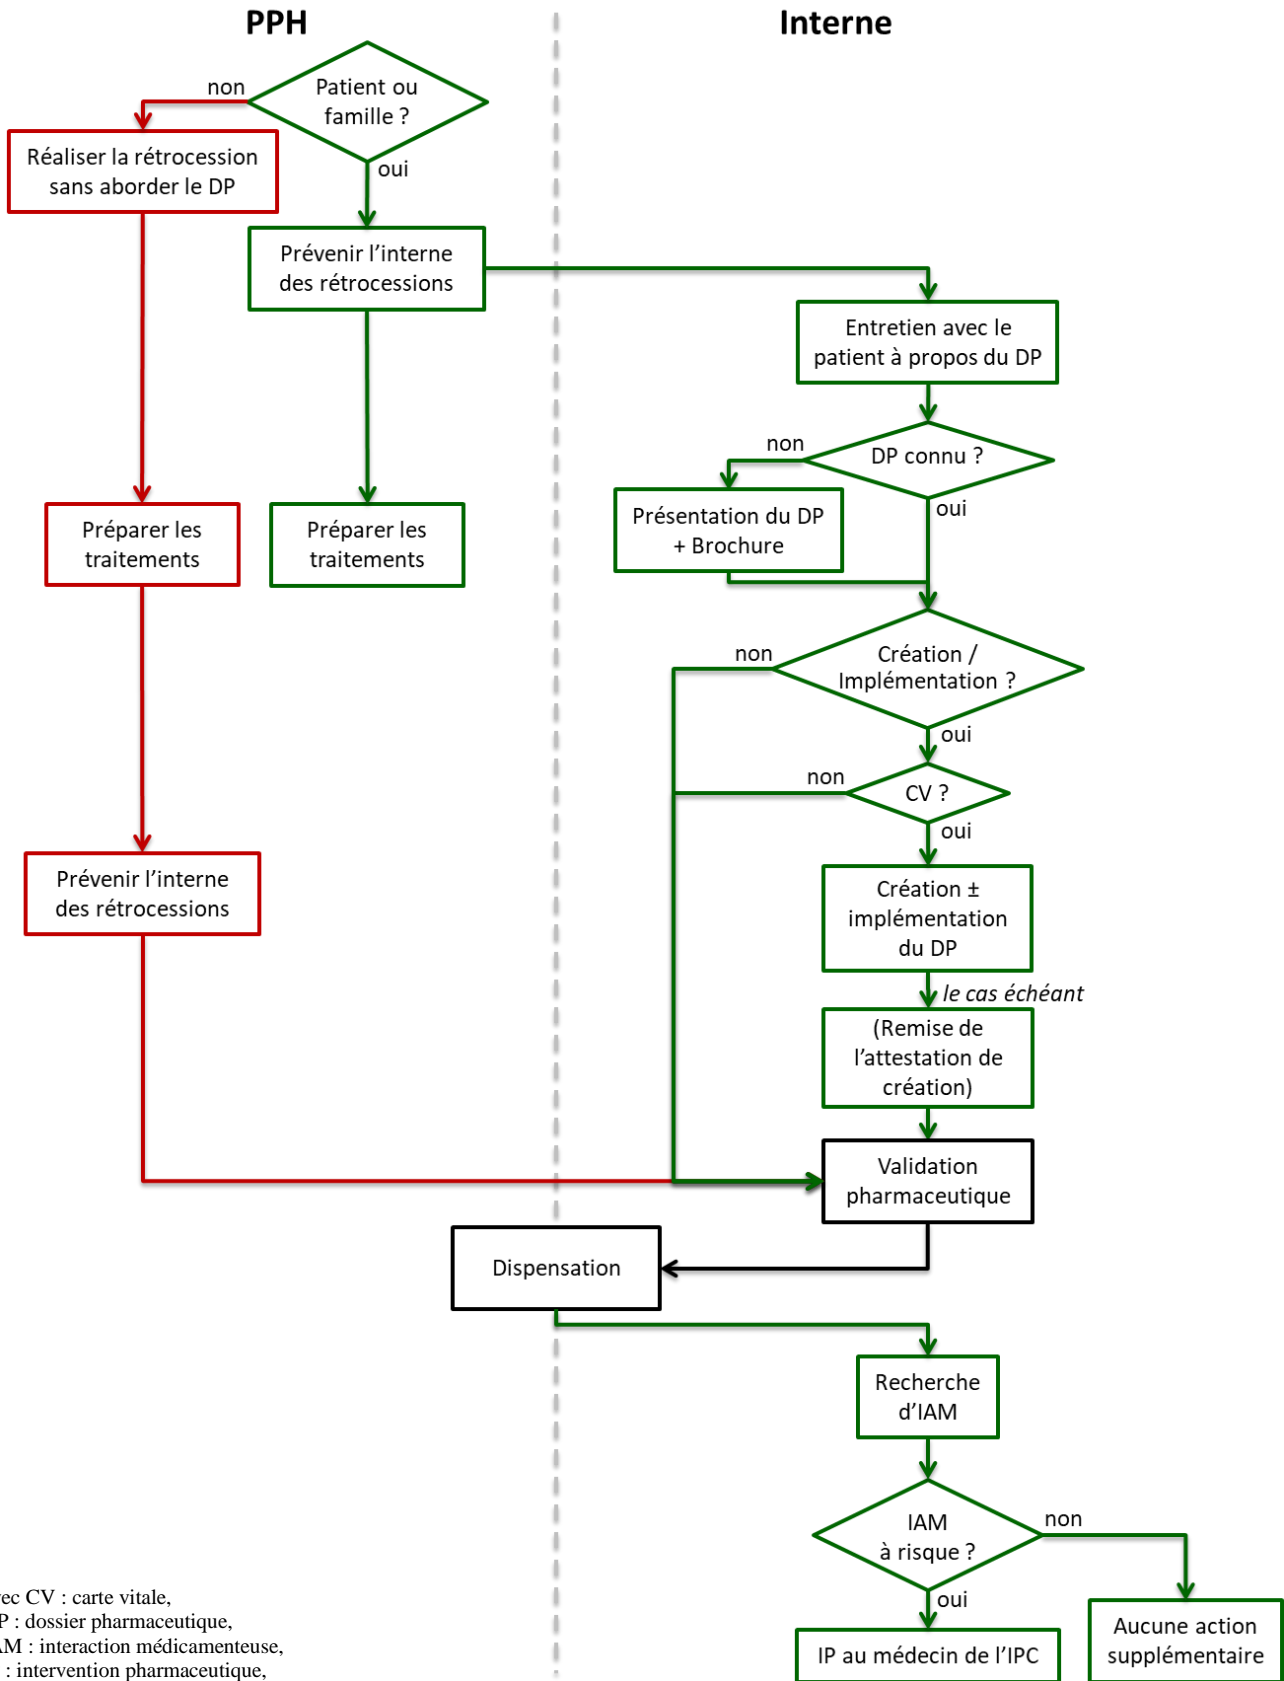 PPH
Interne
non
Patient ou
famille ?
oui
Réaliser la rétrocession
sans aborder le DP
Prévenir l'interne
des rétrocessions
Entretien avec le
patient à propos du DP
non
DP connu ?
oui
Préparer les
traitements
Préparer les
traitements
Présentation du DP
+ Brochure
non
Création /
Implémentation ?
oui
non
CV ?
oui
Prévenir l'interne
des rétrocessions
Création ±
implémentation
du DP
le cas échéant
(Remise de
l'attestation de
création)
Validation
pharmaceutique
Dispensation
Recherche
d'IAM
IAM
à risque ?
non
oui
IP au médecin de l'IPC
Aucune action
supplémentaire
CV : carte vitale,
: dossier pharmaceutique,
: interaction médicamenteuse,
: intervention pharmaceutique,